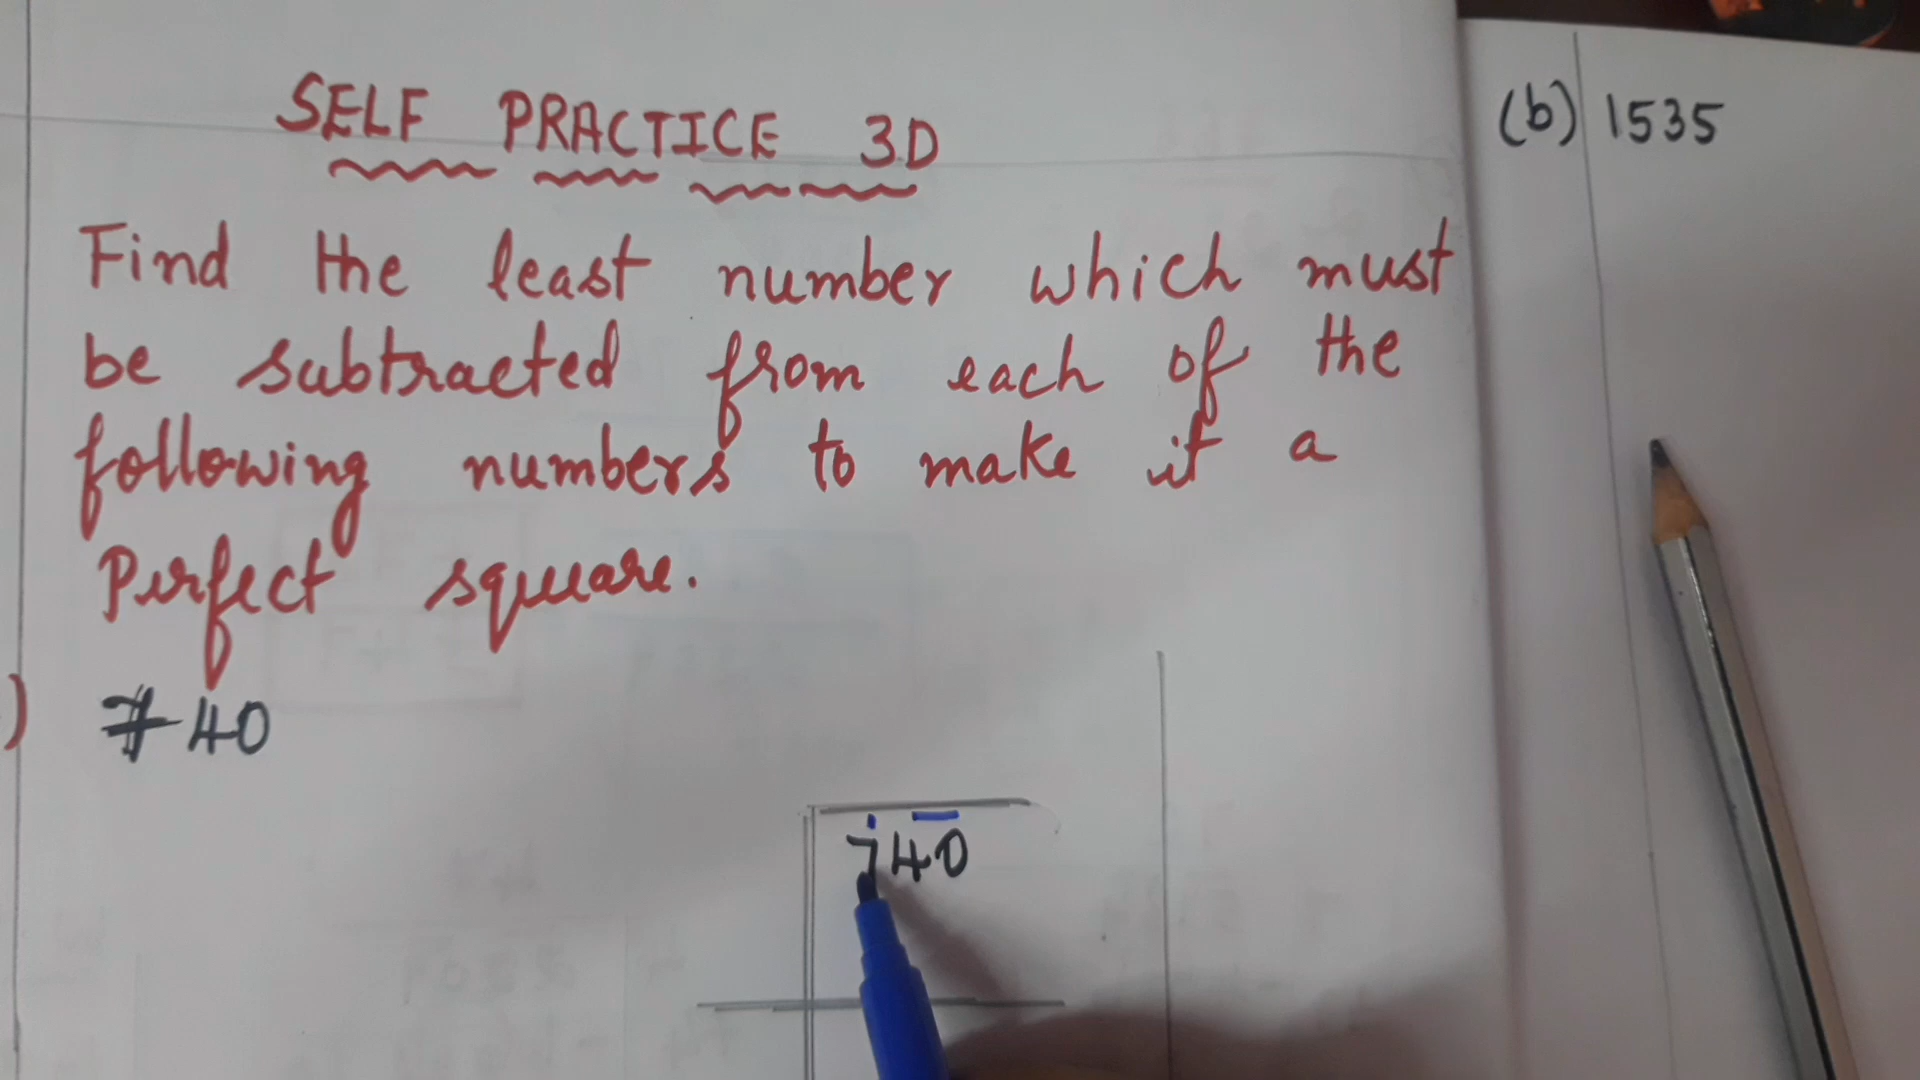 SELF PRACTICE 3D
Find the least number which must
be subtracted from each of the
following numbers to make it a
Perfect square.
) 740
740
(b) 1535